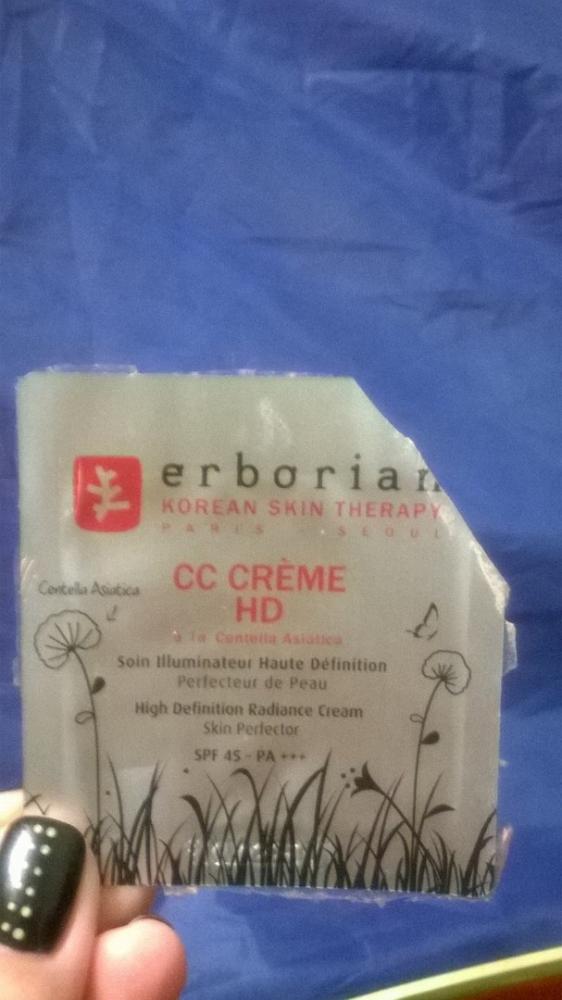 erborian
KOREAN SKIN THERAPY
PARIS - SEOUL
Centella Asiatica
CC CRÈME
HD
à la Centella Asiatica
Soin Illuminateur Haute Définition
Perfecteur de Peau
High Definition Radiance Cream
Skin Perfector
SPF 45 - PA +++